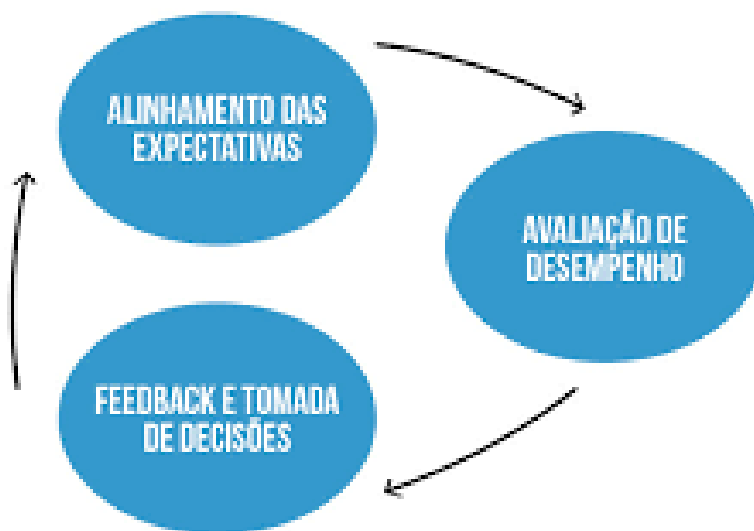 ALINHAMENTO DAS
EXPECTATIVAS
AVALIAÇÃO DE
DESEMPENHO
FEEDBACK E TOMADA
DE DECISÕES